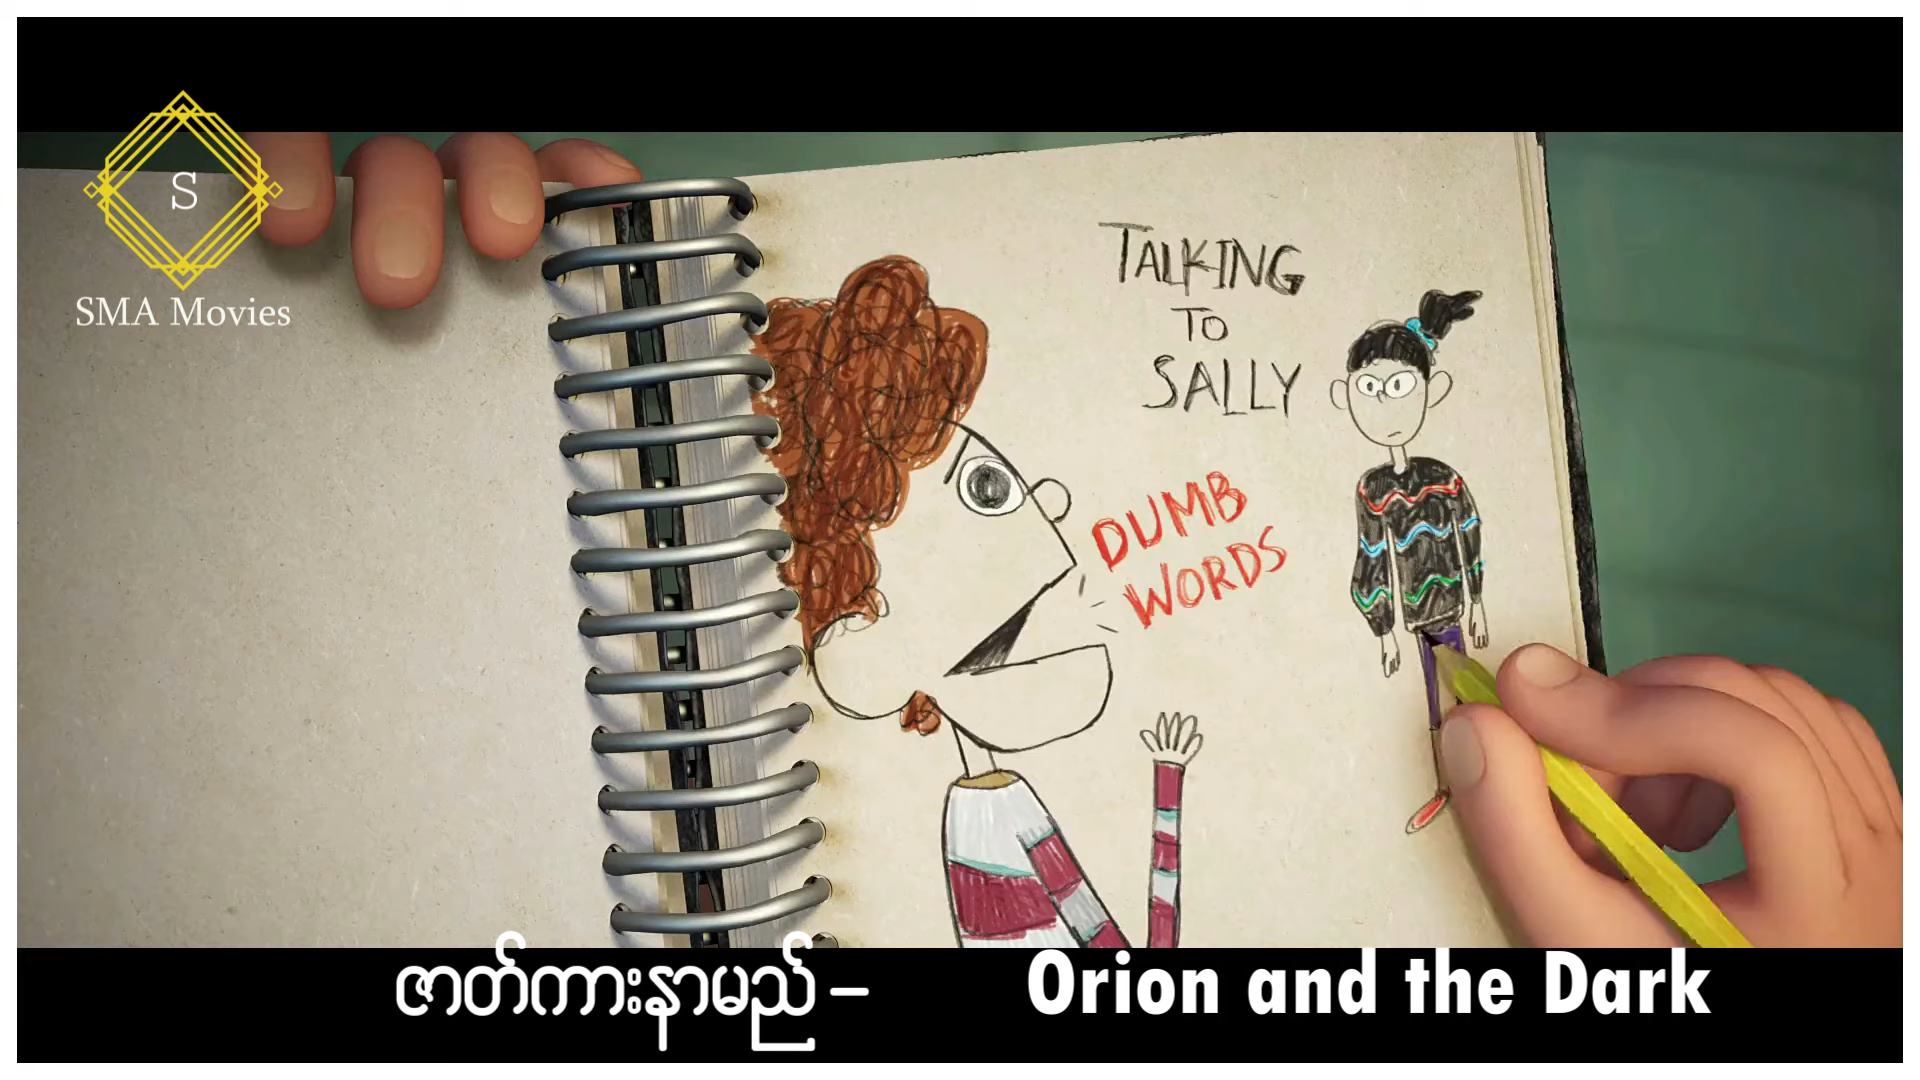 S
SMA Movies
TALKING
TO
SALLY
DUMB
WORDS
ဇာတ်ကားနာမည် – Orion and the Dark